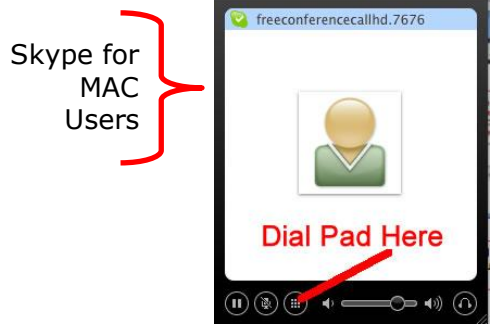 Skype for
MAC
Users
freeconferencecallhd.7676
Dial Pad Here